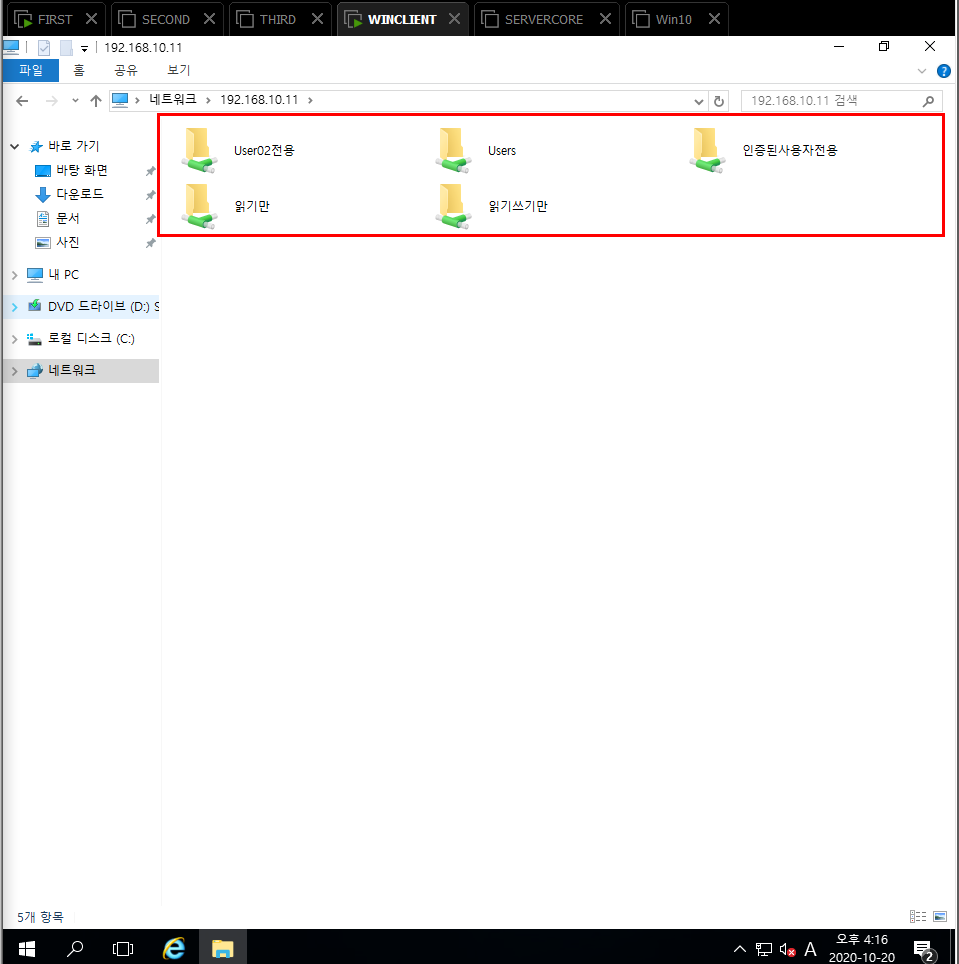 FIRST SECOND THIRD WINCLIENT SERVERCORE Win10
192.168.10.11
파일 홈 공유 보기
네트워크 192.168.10.11 192.168.10.11 검색
바로 가기
바탕 화면
다운로드
문서
사진
내 PC
DVD 드라이브 (D:) S
로컬 디스크 (C:)
네트워크
User02전용 Users 인증된사용자전용
읽기만 읽기쓰기만
5개 항목
A 오후 4:16
2020-10-20 2